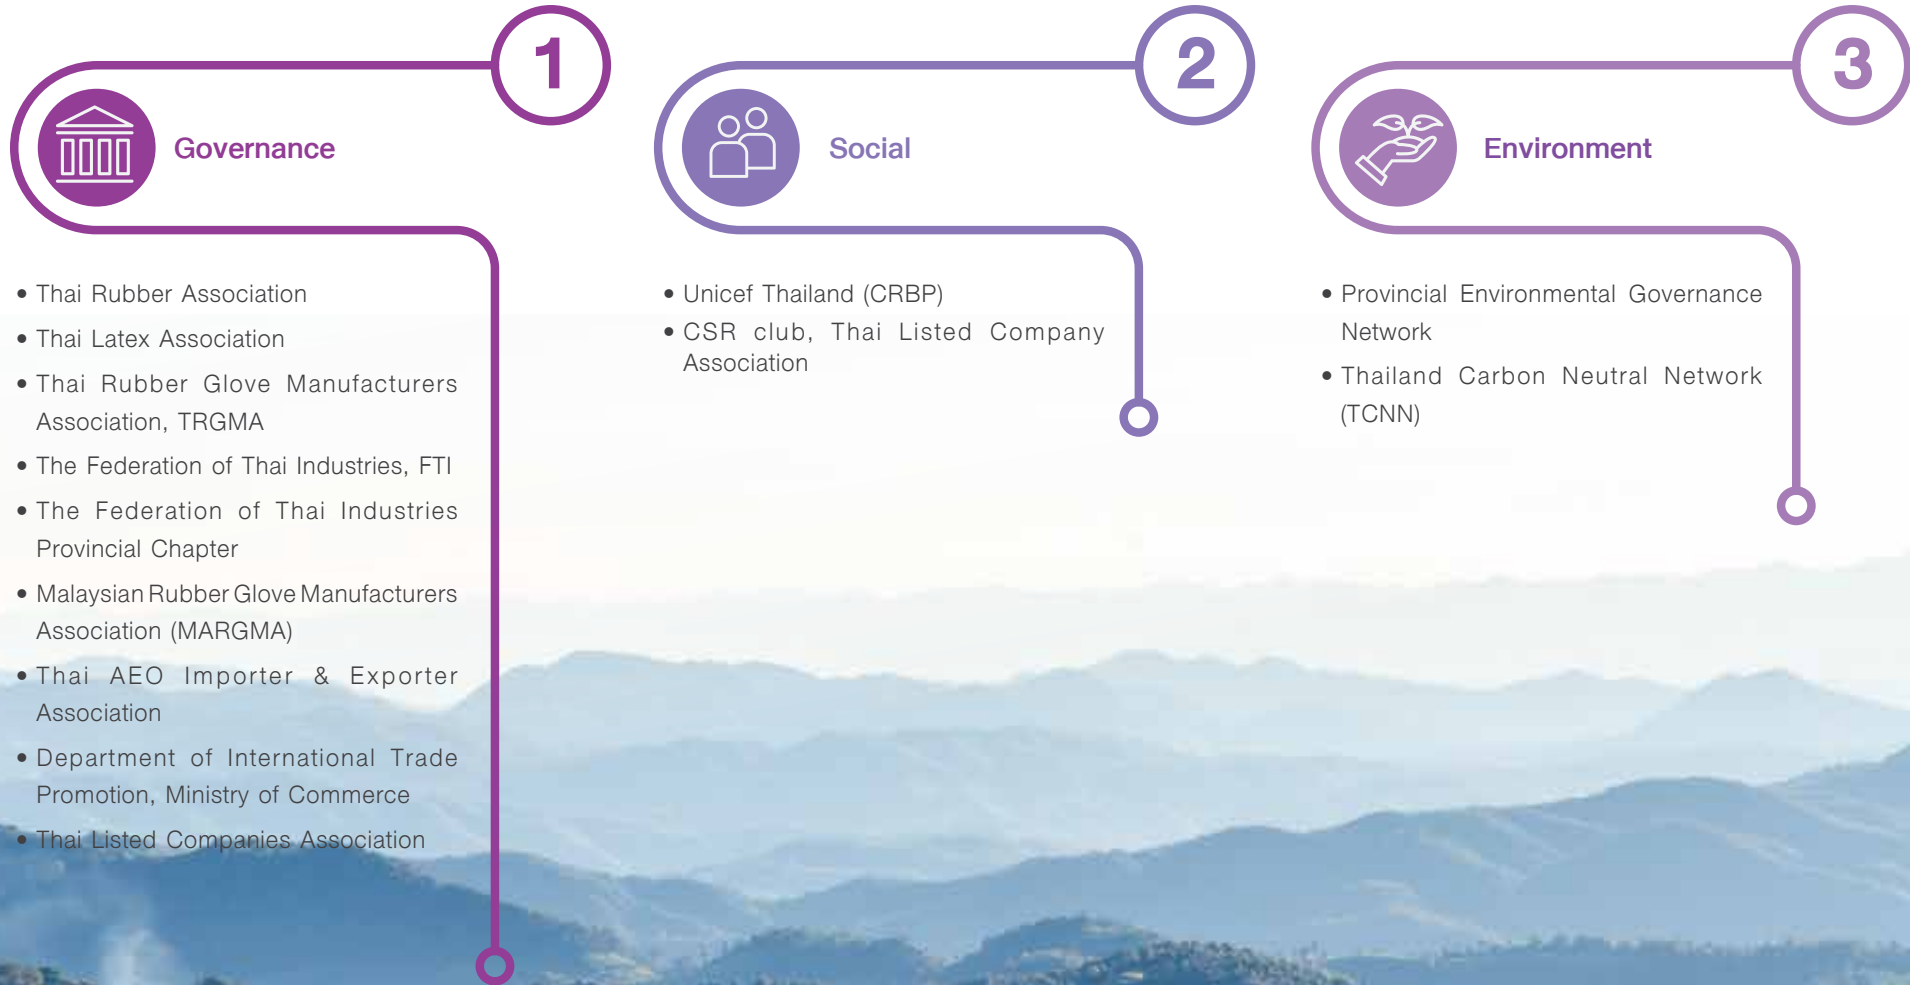 1
Governance
• Thai Rubber Association
• Thai Latex Association
• Thai Rubber Glove Manufacturers
Association, TRGMA
• The Federation of Thai Industries, FTI
• The Federation of Thai Industries
Provincial Chapter
• Malaysian Rubber Glove Manufacturers
Association (MARGMA)
• Thai AEO Importer & Exporter
Association
• Department of International Trade
Promotion, Ministry of Commerce
• Thai Listed Companies Association
2
Social
• Unicef Thailand (CRBP)
• CSR club, Thai Listed Company
Association
3
Environment
• Provincial Environmental Governance
Network
• Thailand Carbon Neutral Network
(TCNN)